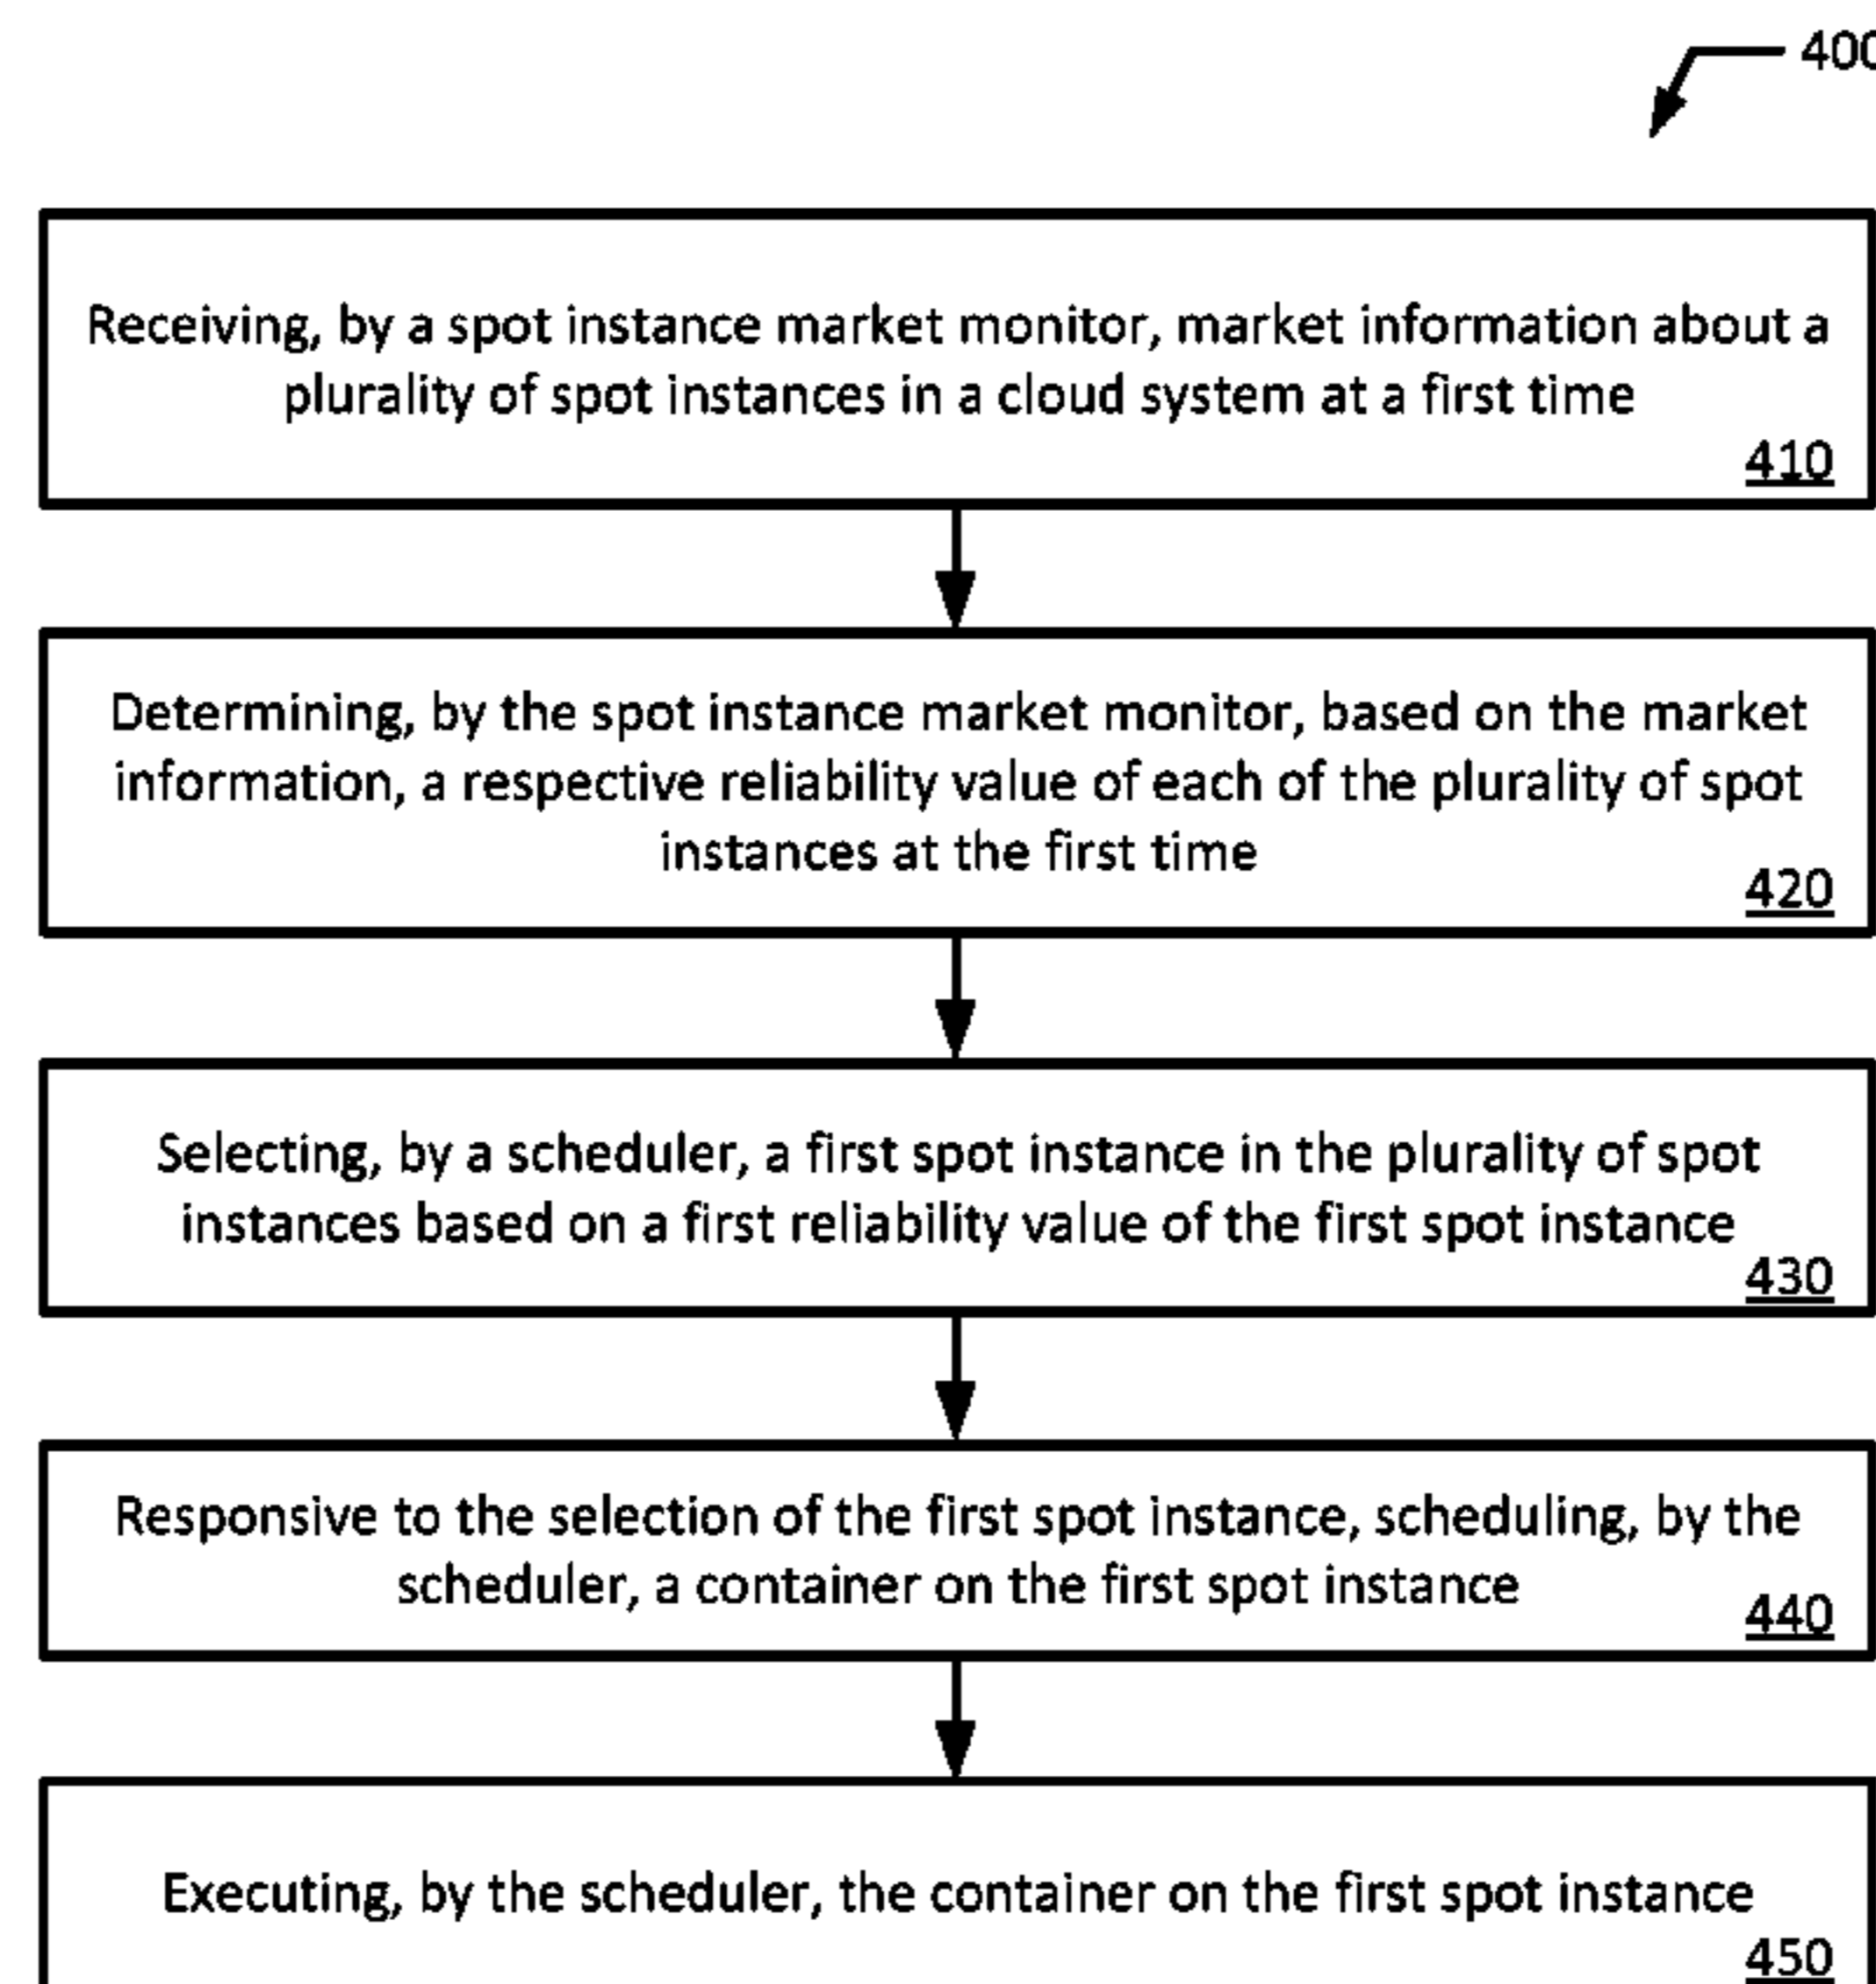 400
Receiving, by a spot instance market monitor, market information about a
plurality of spot instances in a cloud system at a first time
410
Determining, by the spot instance market monitor, based on the market
information, a respective reliability value of each of the plurality of spot
instances at the first time
420
Selecting, by a scheduler, a first spot instance in the plurality of spot
instances based on a first reliability value of the first spot instance
430
Responsive to the selection of the first spot instance, scheduling, by the
scheduler, a container on the first spot instance
440
Executing, by the scheduler, the container on the first spot instance
450